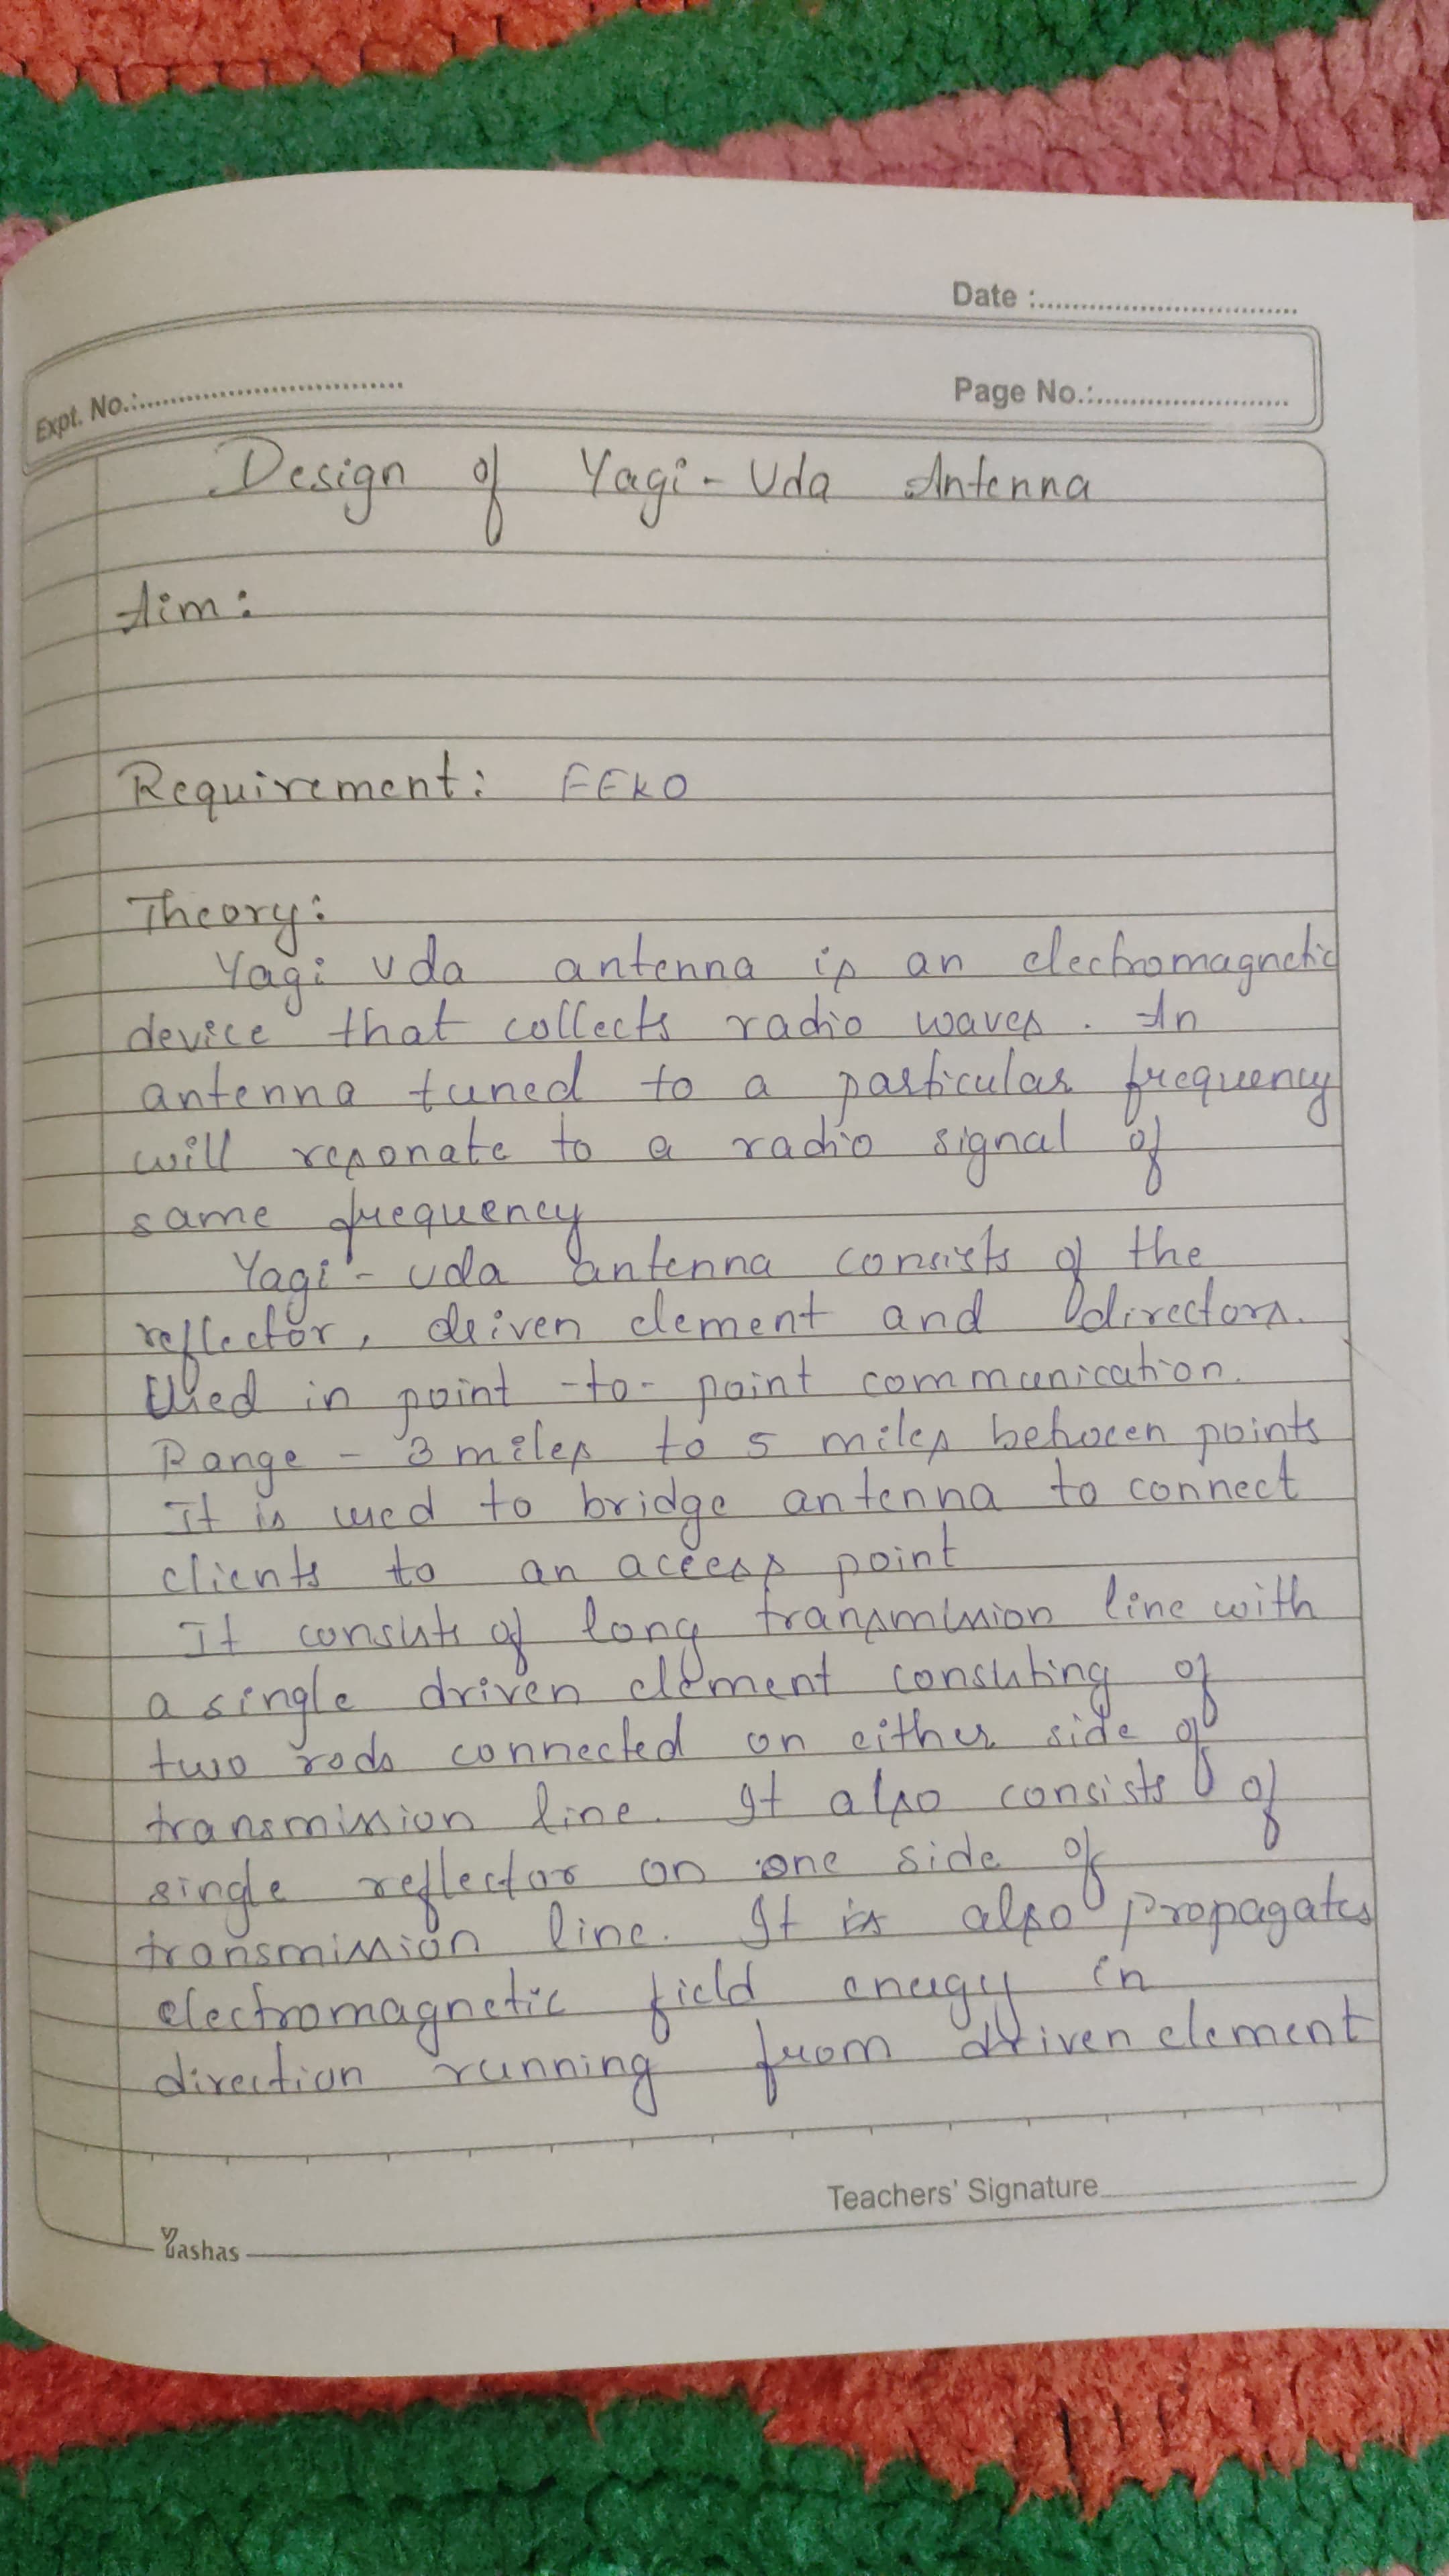 Date :
Expt. No.:
Page No.:
Design of Yagi - Uda Antenna
Aim :
Requirement : FEKO
Theory :
Yagi Uda antenna is an electromagnetic
device that collects radio waves . An
antenna tuned to a particular frequency
will resonate to a radio signal of
same frequency
Yagi - uda antenna consists of the
reflector, driven element and directors.
Used in point -to- point communication.
Range - 3 miles to 5 miles between points
It is used to bridge antenna to connect
clients to an access point
It consists of long transmission line with
a single driven element consisting of
two rods connected on either side of
transmission line. It also consists of
single reflector on one side of
transmission line. It is also propagates
electromagnetic field energy in
direction running from driven element
Teachers' Signature
Yashas